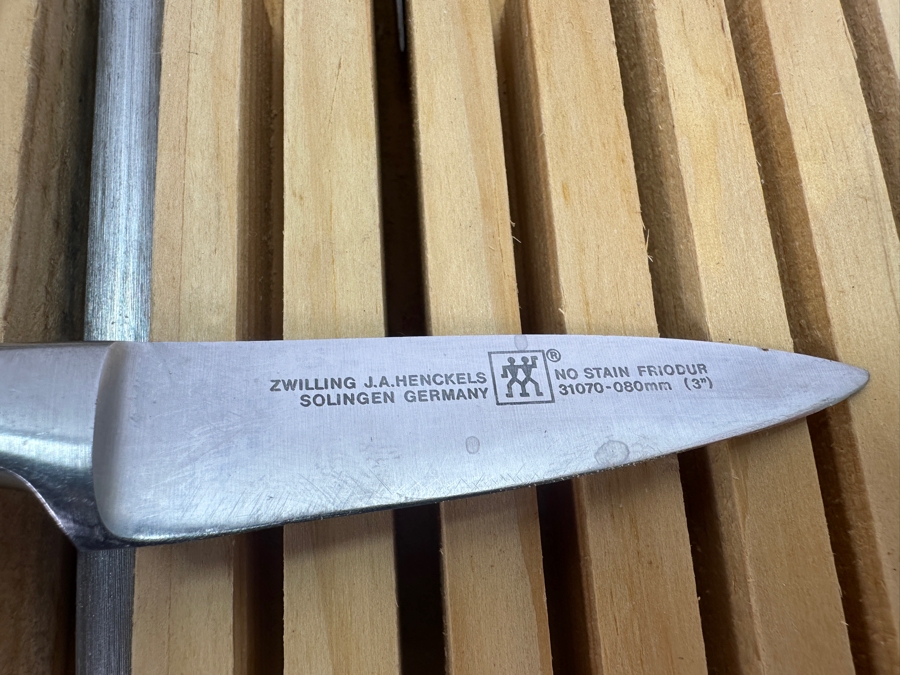 ZWILLING J.A.HENCKELS
SOLINGEN GERMANY
®
NO STAIN FRIODUR
31070-080mm (3")